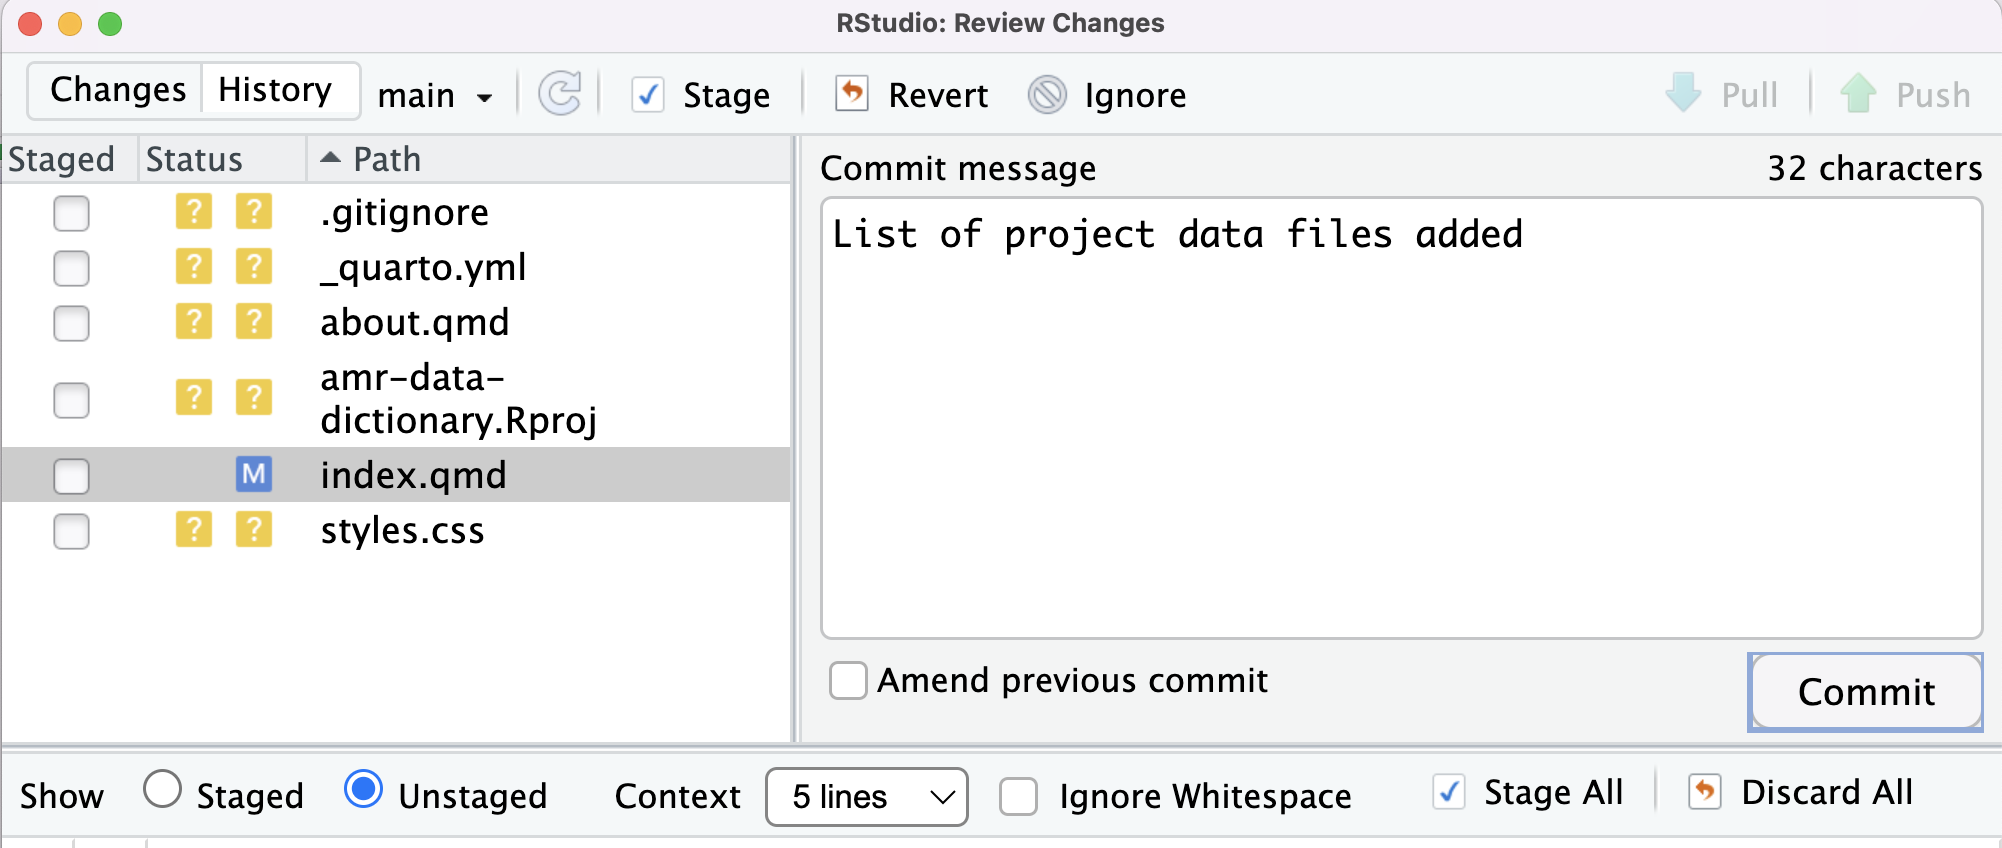 RStudio: Review Changes
Changes History main Stage Revert Ignore Pull Push
Staged Status Path
Commit message 32 characters
? ? .gitignore
List of project data files added
? ? _quarto.yml
? ? about.qmd
? ? amr-data-
dictionary.Rproj
M index.qmd
? ? styles.css
Amend previous commit
Commit
Show Staged Unstaged Context 5 lines Ignore Whitespace Stage All Discard All